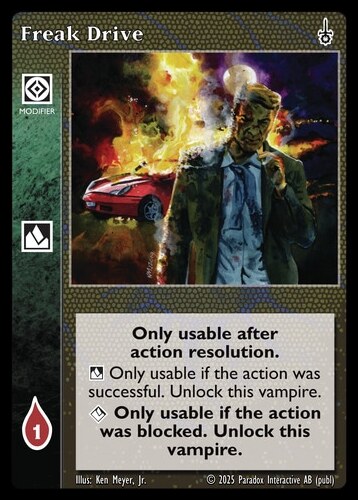 Freak Drive
MODIFIER
Only usable after
action resolution.
Only usable if the action was
successful. Unlock this vampire.
Only usable if the action
was blocked. Unlock this
vampire.
1
Illus: Ken Meyer, Jr. © 2025 Paradox Interactive AB (publ)